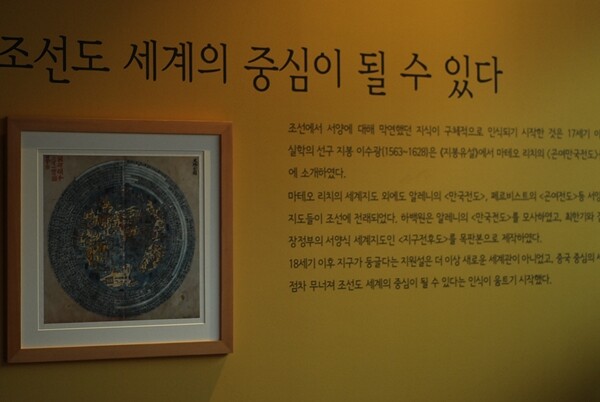 조선도 세계의 중심이 될 수 있다
조선에서 서양에 대해 막연했던 지식이 구체적으로 인식되기 시작한 것은 17세기 이
실학의 선구 지봉 이수광(1563~1628)은 《지봉유설》에서 마테오 리치의 〈곤여만국전도〉
에 소개하였다.
마테오 리치의 세계지도 외에도 알레니의 〈만국전도〉, 페르비스트의 〈곤여전도〉 등 서양
지도들이 조선에 전래되었다. 하백원은 알레니의 〈만국전도〉를 모사하였고, 최한기와
장정부의 서양식 세계지도인 〈지구전후도〉를 목판본으로 제작하였다.
18세기 이후 지구가 둥글다는 지원설은 더 이상 새로운 세계관이 아니었고, 중국 중심의
점차 무너져 조선도 세계의 중심이 될 수 있다는 인식이 움트기 시작했다.